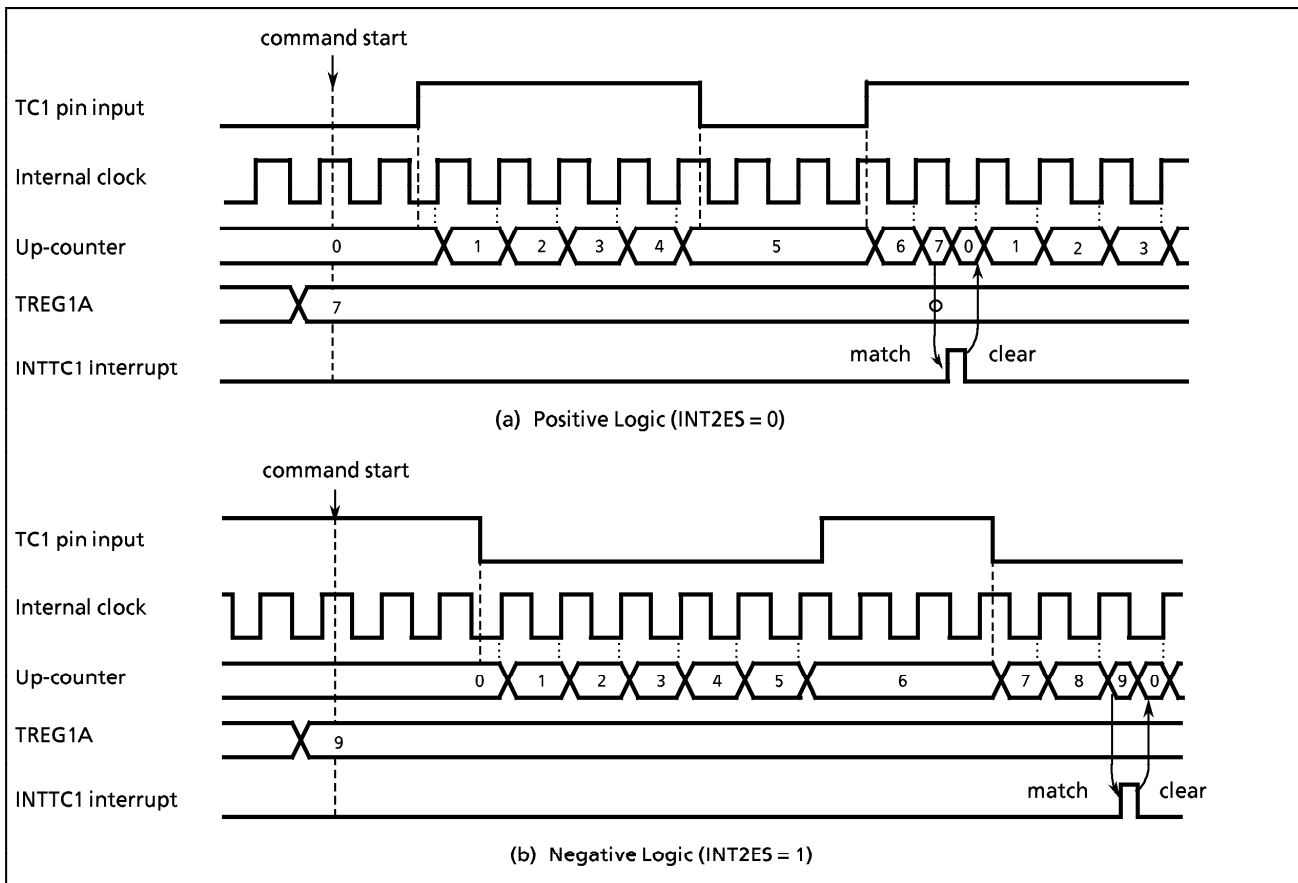 command start
TC1 pin input
Internal clock
Up-counter
0 1 2 3 4 5 6 7 0 1 2 3
TREG1A
7
match clear
INTTC1 interrupt
(a) Positive Logic (INT2ES = 0)
command start
TC1 pin input
Internal clock
Up-counter
0 1 2 3 4 5 6 7 8 9 0
TREG1A
9
match clear
INTTC1 interrupt
(b) Negative Logic (INT2ES = 1)